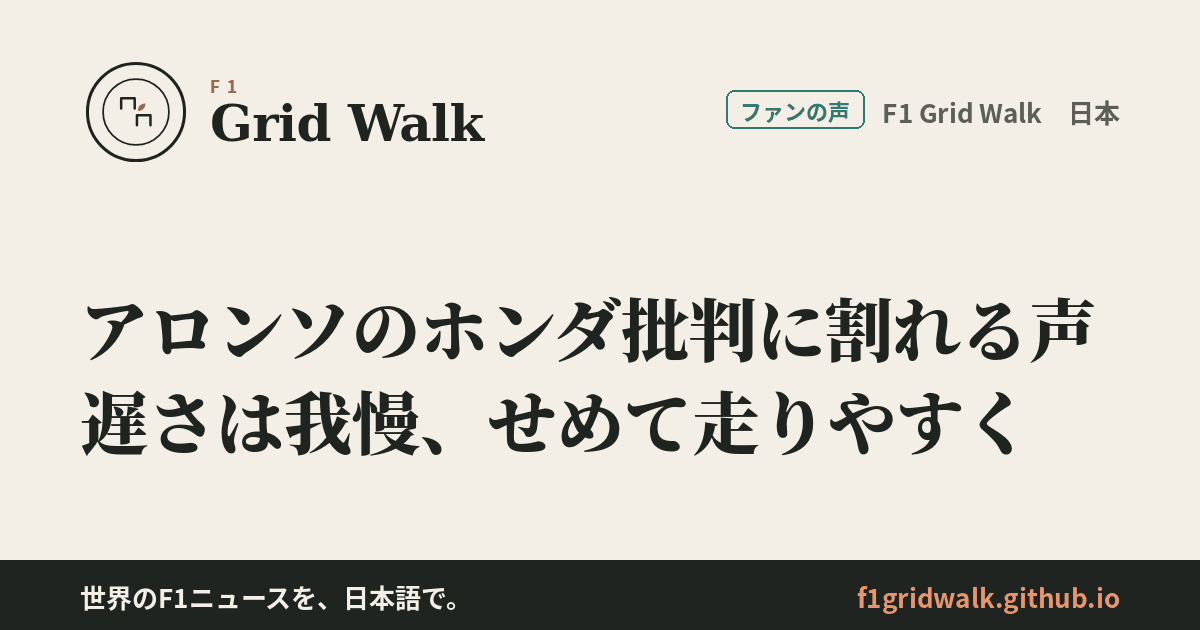 F1
Grid Walk
ファンの声
F1 Grid Walk 日本
アロンソのホンダ批判に割れる声
遅さは我慢、せめて走りやすく
世界のF1ニュースを、日本語で。
f1gridwalk.github.io